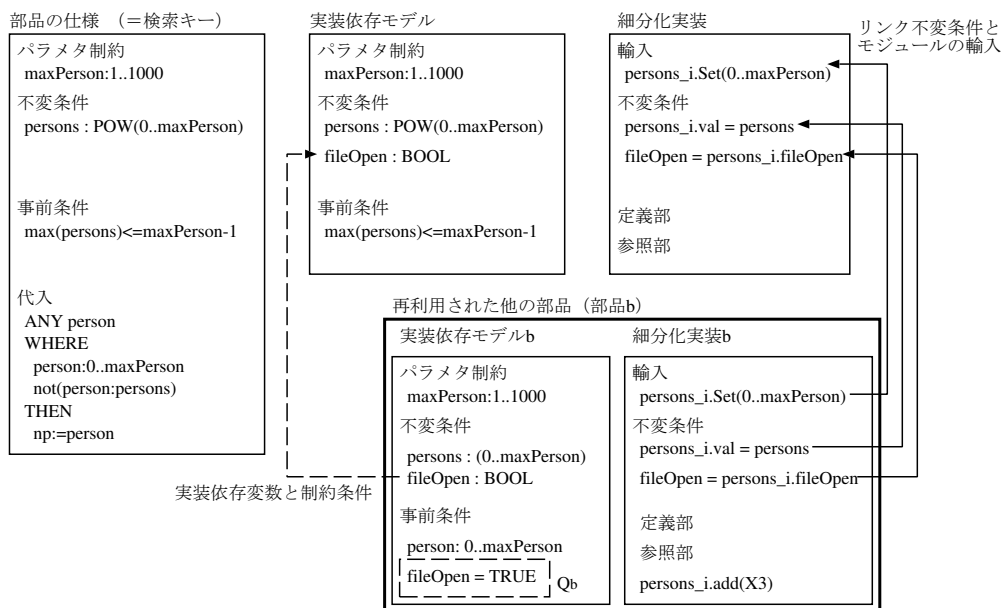 部品の仕様 (=検索キー)
パラメタ制約
maxPerson:1..1000
不変条件
persons : POW(0..maxPerson)
事前条件
max(persons)<=maxPerson-1
代入
ANY person
WHERE
person:0..maxPerson
not(person:persons)
THEN
np:=person
実装依存モデル
パラメタ制約
maxPerson:1..1000
不変条件
persons : POW(0..maxPerson)
fileOpen : BOOL
事前条件
max(persons)<=maxPerson-1
細分化実装
輸入
persons_i.Set(0..maxPerson)
不変条件
persons_i.val = persons
fileOpen = persons_i.fileOpen
定義部
参照部
リンク不変条件と
モジュールの輸入
実装依存変数と制約条件
再利用された他の部品(部品b)
実装依存モデルb
パラメタ制約
maxPerson:1..1000
不変条件
persons : (0..maxPerson)
fileOpen : BOOL
事前条件
person: 0..maxPerson
fileOpen = TRUE
Qb
細分化実装b
輸入
persons_i.Set(0..maxPerson)
不変条件
persons_i.val = persons
fileOpen = persons_i.fileOpen
定義部
参照部
persons_i.add(X3)